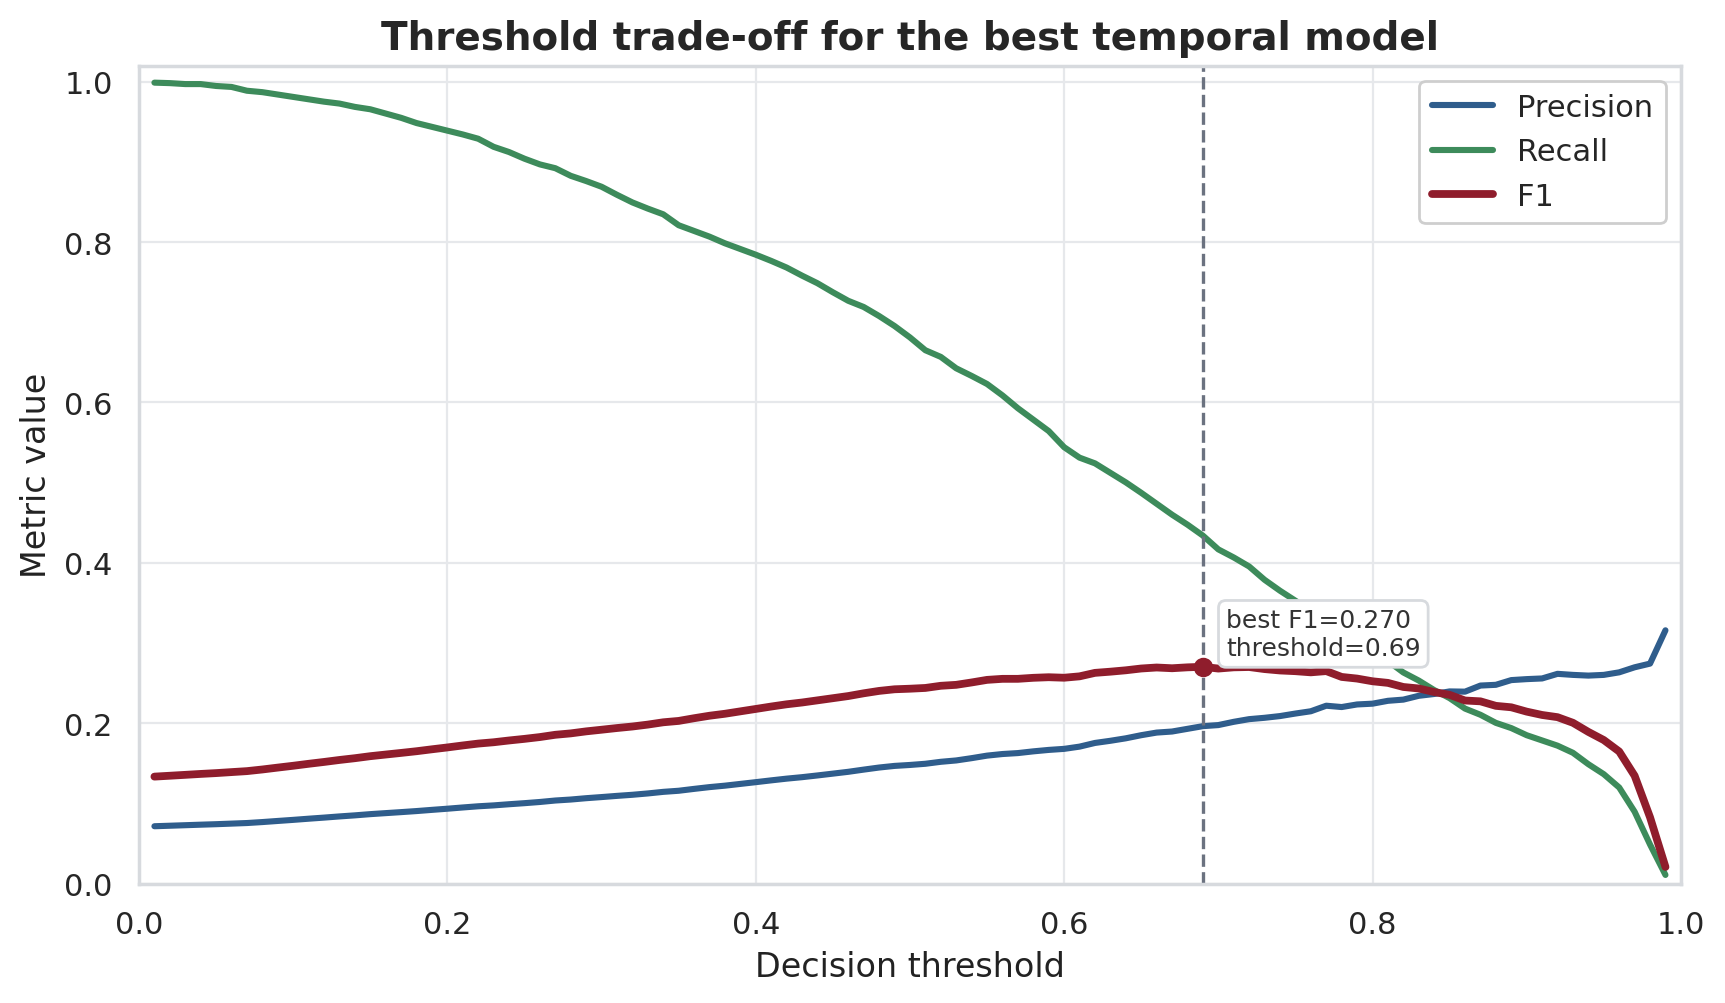 Threshold trade-off for the best temporal model
Metric value
1.0
0.8
0.6
0.4
0.2
0.0
Precision
Recall
F1
best F1=0.270
threshold=0.69
0.0
0.2
0.4
0.6
0.8
1.0
Decision threshold